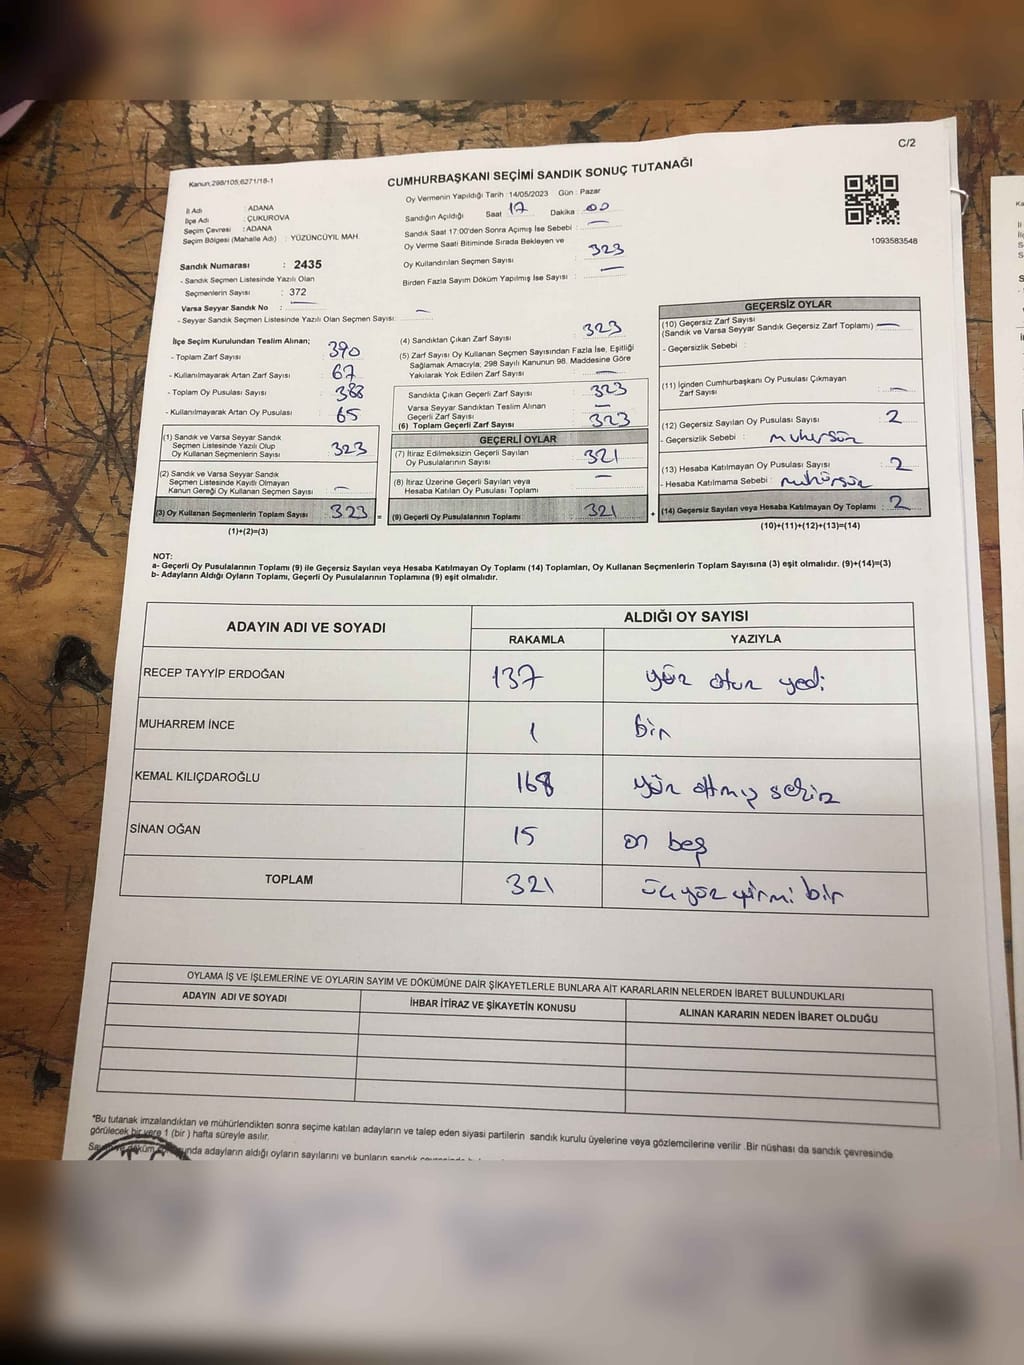 C/2
Kanun:298/105;6271/18-1
CUMHURBAŞKANI SEÇİMİ SANDIK SONUÇ TUTANAĞI
Oy Vermenin Yapıldığı Tarih : 14/05/2023 Gün : Pazar
İl Adı : ADANA
İlçe Adı : ÇUKUROVA
Seçim Çevresi : ADANA
Seçim Bölgesi (Mahalle Adı) : YÜZÜNCÜYIL MAH.
Sandığın Açıldığı Saat 17 Dakika : 00
Sandık Saat 17:00'den Sonra Açımış İse Sebebi : —
Oy Verme Saati Bitiminde Sırada Bekleyen ve
Oy Kullandırılan Seçmen Sayısı : 323
Birden Fazla Sayım Döküm Yapılmış İse Sayısı : —
1093583548
Sandık Numarası : 2435
- Sandık Seçmen Listesinde Yazılı Olan
Seçmenlerin Sayısı : 372
Varsa Seyyar Sandık No : —
- Seyyar Sandık Listesinde Yazılı Olan Seçmen Sayısı: —
İlçe Seçim Kurulundan Teslim Alınan;
- Toplam Zarf Sayısı : 390
- Kullanılmayarak Artan Zarf Sayısı : 67
- Toplam Oy Pusulası Sayısı : 388
- Kullanılmayarak Artan Oy Pusulası : 65
(1) Sandık ve Varsa Seyyar Sandık
Seçmen Listesinde Yazılı Olup
Oy Kullanan Seçmenlerin Sayısı : 323
(2) Sandık ve Varsa Seyyar Sandık
Seçmen Listesinde Kayıtlı Olmayan
Kanun Gereği Oy Kullanan Seçmen Sayısı : —
(3) Oy Kullanan Seçmenlerin Toplam Sayısı : 323 =
(1)+(2)=(3)
(4) Sandıktan Çıkan Zarf Sayısı : 323
(5) Zarf Sayısı Oy Kullanan Seçmen Sayısından Fazla İse, Eşitliği
Sağlamak Amacıyla; 298 Sayılı Kanunun 98. Maddesine Göre
Yakılarak Yok Edilen Zarf Sayısı : —
Sandıkta Çıkan Geçerli Zarf Sayısı : 323
Varsa Seyyar Sandıktan Teslim Alınan
Geçerli Zarf Sayısı : —
(6) Toplam Geçerli Zarf Sayısı : 323
GEÇERLİ OYLAR
(7) İtiraz Edilmeksizin Geçerli Sayılan
Oy Pusulalarının Sayısı : 321
(8) İtiraz Üzerine Geçerli Sayılan veya
Hesaba Katılan Oy Pusulası Toplamı : —
(9) Geçerli Oy Pusulalarının Toplamı : 321 +
GEÇERSİZ OYLAR
(10) Geçersiz Zarf Sayısı
(Sandık ve Varsa Seyyar Sandık Geçersiz Zarf Toplamı) : —
- Geçersizlik Sebebi :
(11) İçinden Cumhurbaşkanı Oy Pusulası Çıkmayan
Zarf Sayısı : —
(12) Geçersiz Sayılan Oy Pusulası Sayısı : 2
- Geçersizlik Sebebi : mühürsüz
(13) Hesaba Katılmayan Oy Pusulası Sayısı : 2
- Hesaba Katılmama Sebebi : mühürsüz
(14) Geçersiz Sayılan veya Hesaba Katılmayan Oy Toplamı : 2
(10)+(11)+(12)+(13)=(14)
NOT:
a- Geçerli Oy Pusulalarının Toplamı (9) ile Geçersiz Sayılan veya Hesaba Katılmayan Oy Toplamı (14) Toplamları, Oy Kullanan Seçmenlerin Toplam Sayısına (3) eşit olmalıdır. (9)+(14)=(3)
b- Adayların Aldığı Oyların Toplamı, Geçerli Oy Pusulalarının Toplamına (9) eşit olmalıdır.
ADAYIN ADI VE SOYADI
ALDIĞI OY SAYISI
RAKAMLA YAZIYLA
RECEP TAYYİP ERDOĞAN 137 yüz otuz yedi
MUHARREM İNCE 1 bir
KEMAL KILIÇDAROĞLU 168 yüz altmış sekiz
SİNAN OĞAN 15 on beş
TOPLAM 321 üçyüz yirmi bir
OYLAMA İŞ VE İŞLEMLERİNE VE OYLARIN SAYIM VE DÖKÜMÜNE DAİR ŞİKAYETLERLE BUNLARA AİT KARARLARIN NELERDEN İBARET BULUNDUKLARI
ADAYIN ADI VE SOYADI İHBAR İTİRAZ VE ŞİKAYETİN KONUSU ALINAN KARARIN NEDEN İBARET OLDUĞU
*Bu tutanak imzalandıktan ve mühürlendikten sonra seçime katılan adayların ve talep eden siyasi partilerin sandık kurulu üyelerine veya gözlemcilerine verilir. Bir nüshası da sandık çevresinde
görülecek bir yere 1 (bir) hafta süreyle asılır.
adayların aldığı oyların sayılarını ve bunların sandık